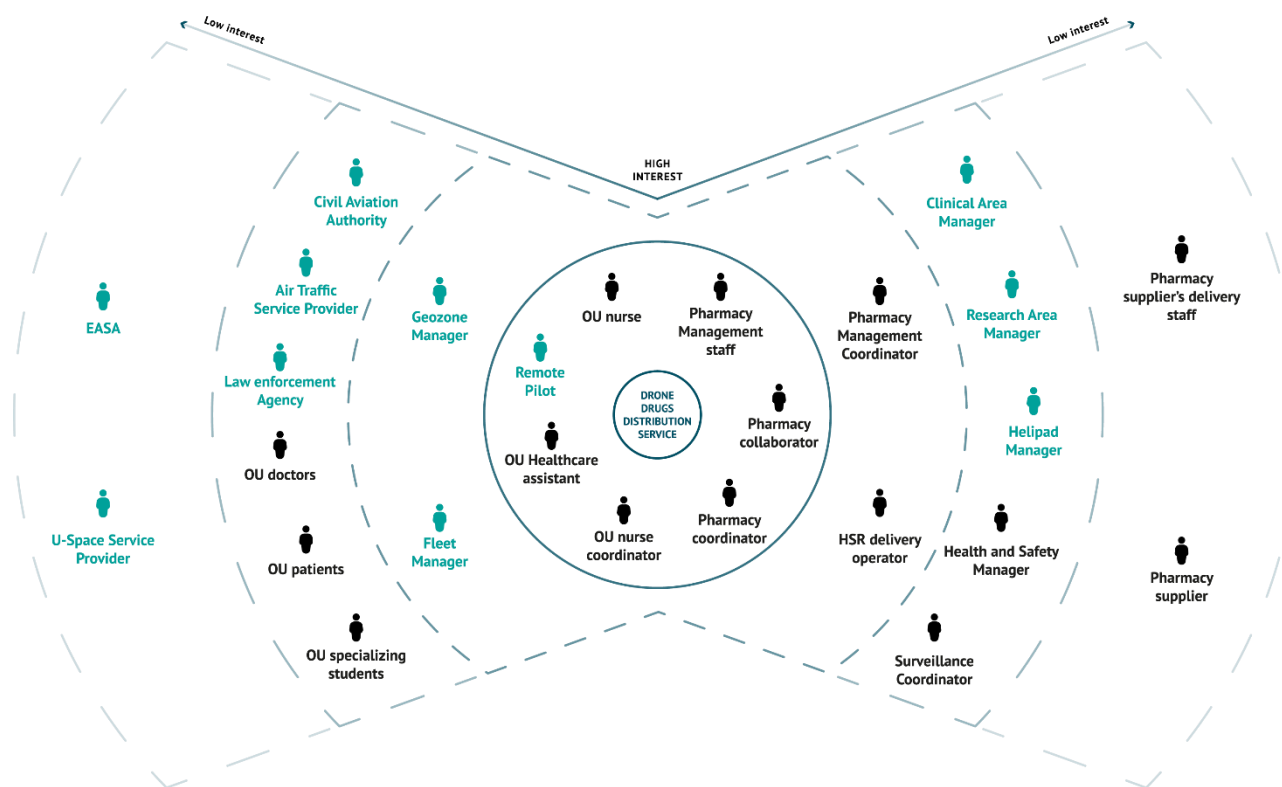 Low interest
Low interest
HIGH
INTEREST
Civil Aviation
Authority
Clinical Area
Manager
Air Traffic
Service Provider
Pharmacy
supplier's delivery
staff
EASA
Geozone
Manager
OU nurse
Pharmacy
Management
staff
Pharmacy
Management
Coordinator
Research Area
Manager
Law enforcement
Agency
Remote
Pilot
DRONE
DRUGS
DISTRIBUTION
SERVICE
Pharmacy
collaborator
Helipad
Manager
OU doctors
OU Healthcare
assistant
U-Space Service
Provider
OU patients
Fleet
Manager
OU nurse
coordinator
Pharmacy
coordinator
HSR delivery
operator
Health and Safety
Manager
Pharmacy
supplier
OU specializing
students
Surveillance
Coordinator